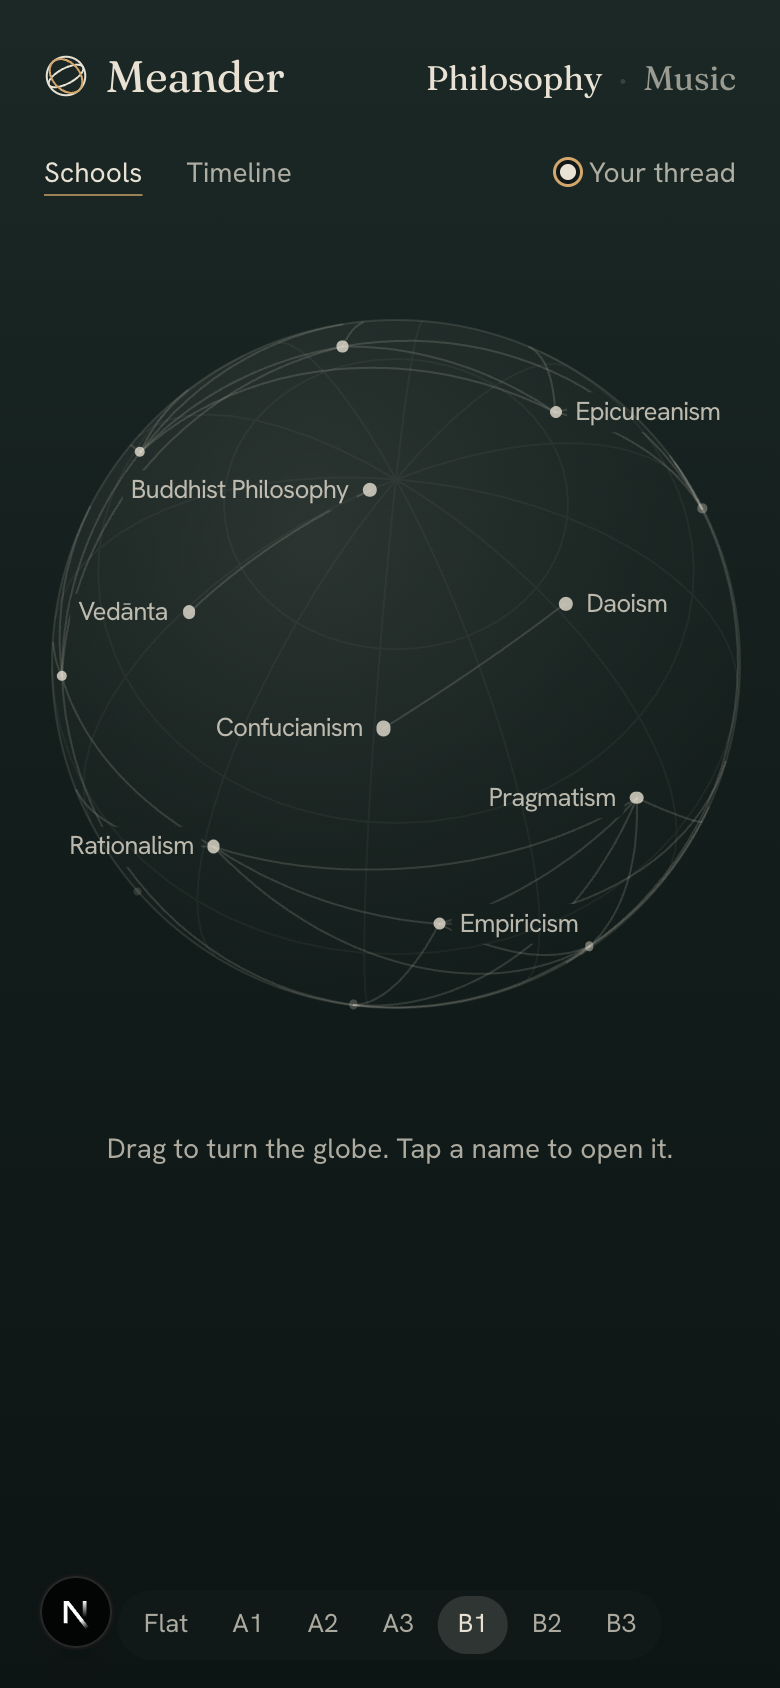 Meander
Philosophy · Music
Schools Timeline
Your thread
Epicureanism
Buddhist Philosophy
Vedānta
Daoism
Confucianism
Pragmatism
Rationalism
Empiricism
Drag to turn the globe. Tap a name to open it.
N
Flat A1 A2 A3 B1 B2 B3